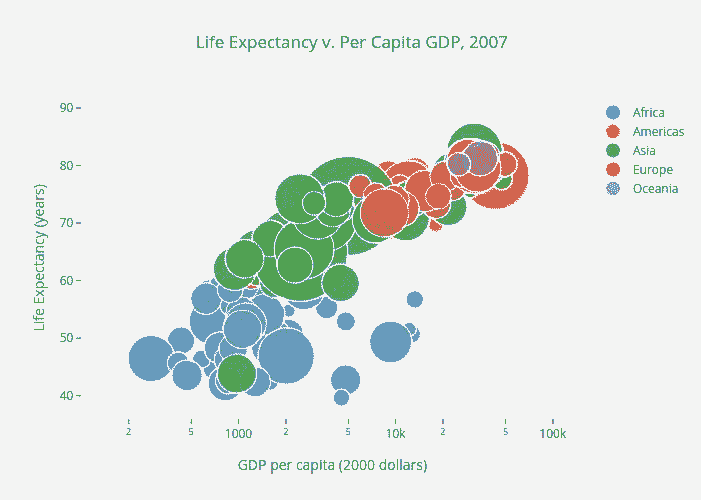 Life Expectancy v. Per Capita GDP, 2007
90
80
70
60
50
40
Life Expectancy (years)
2
5
1000
2
5
10k
2
5
100k
GDP per capita (2000 dollars)
Africa
Americas
Asia
Europe
Oceania